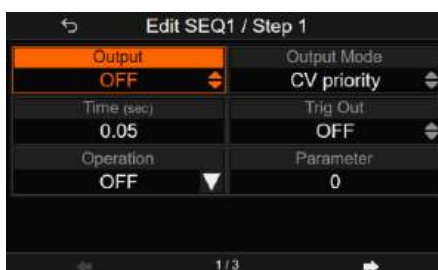 Edit SEQ1 / Step 1
Output Output Mode
OFF CV priority
Time (sec) Trig Out
0.05 OFF
Operation Parameter
OFF 0
1/3